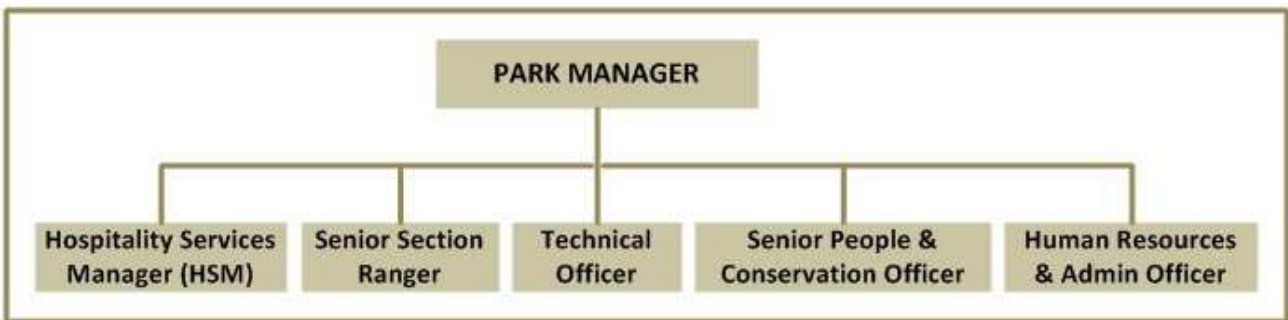 PARK MANAGER
Hospitality Services
Manager (HSM)
Senior Section
Ranger
Technical
Officer
Senior People &
Conservation Officer
Human Resources
& Admin Officer